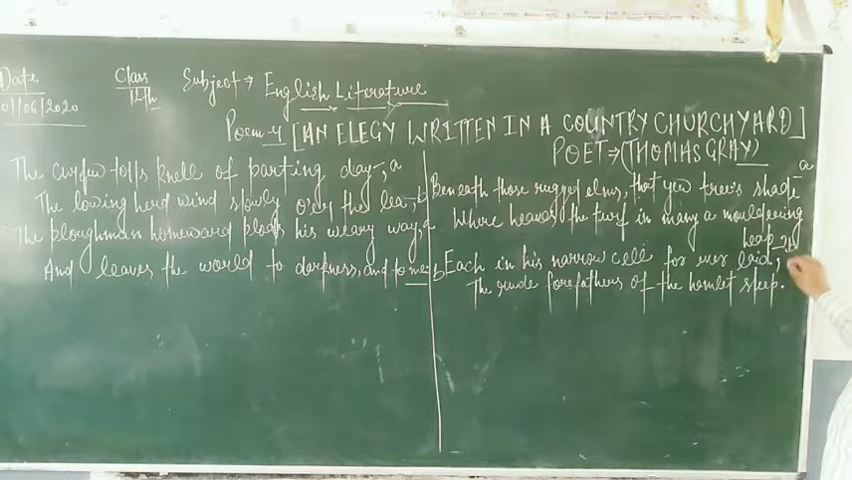 Date
01/06/2020
Class
12th
Subject → English Literature
Poem-4 [AN ELEGY WRITTEN IN A COUNTRY CHURCHYARD]
POET → (THOMAS GRAY)
The curfew tolls knell of parting day-, a
The lowing herd wind slowly o'er the lea, b
The ploughman homeward plods his weary way, a
And leaves the world to darkness, and to me. b
Beneath those rugged elms, that yew tree's shade a
Where heaves the turf in many a mouldering
heap, b
Each in his narrow cell for ever laid,
The rude forefathers of the hamlet sleep.